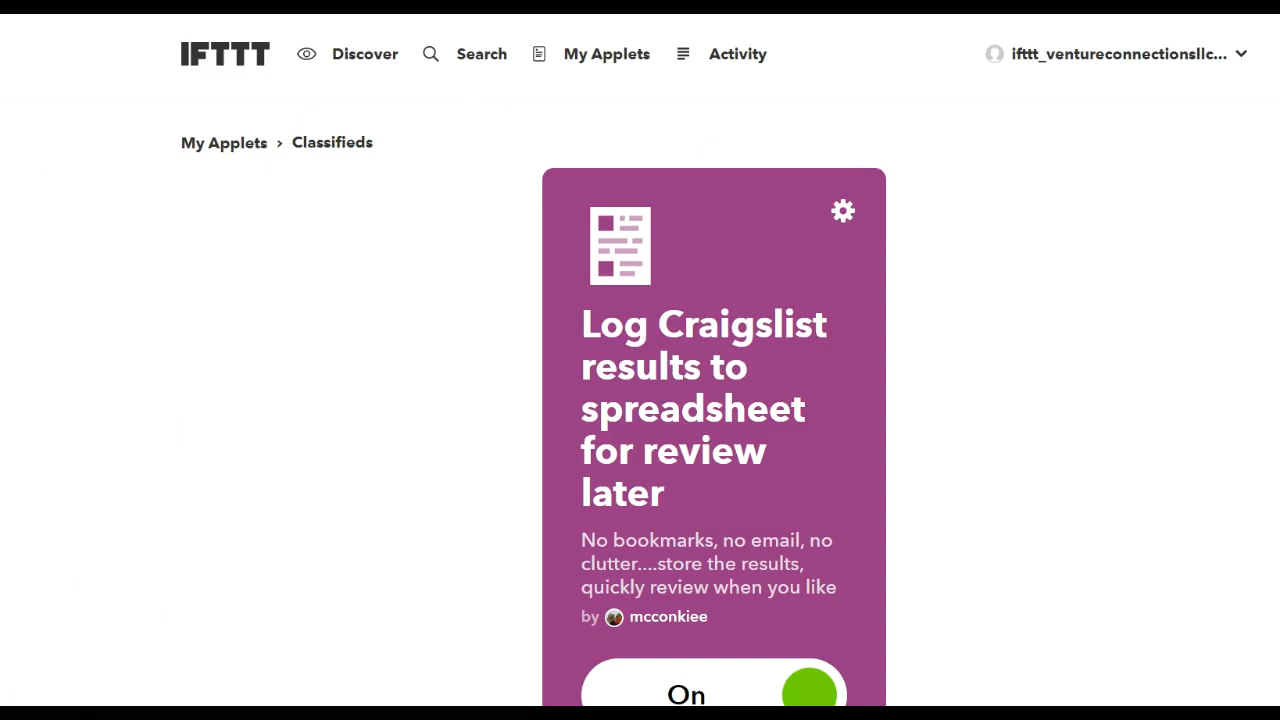 IFTTT Discover Search My Applets Activity ifttt_ventureconnectionsllc...
My Applets › Classifieds
Log Craigslist
results to
spreadsheet
for review
later
No bookmarks, no email, no
clutter....store the results,
quickly review when you like
by mcconkiee
On